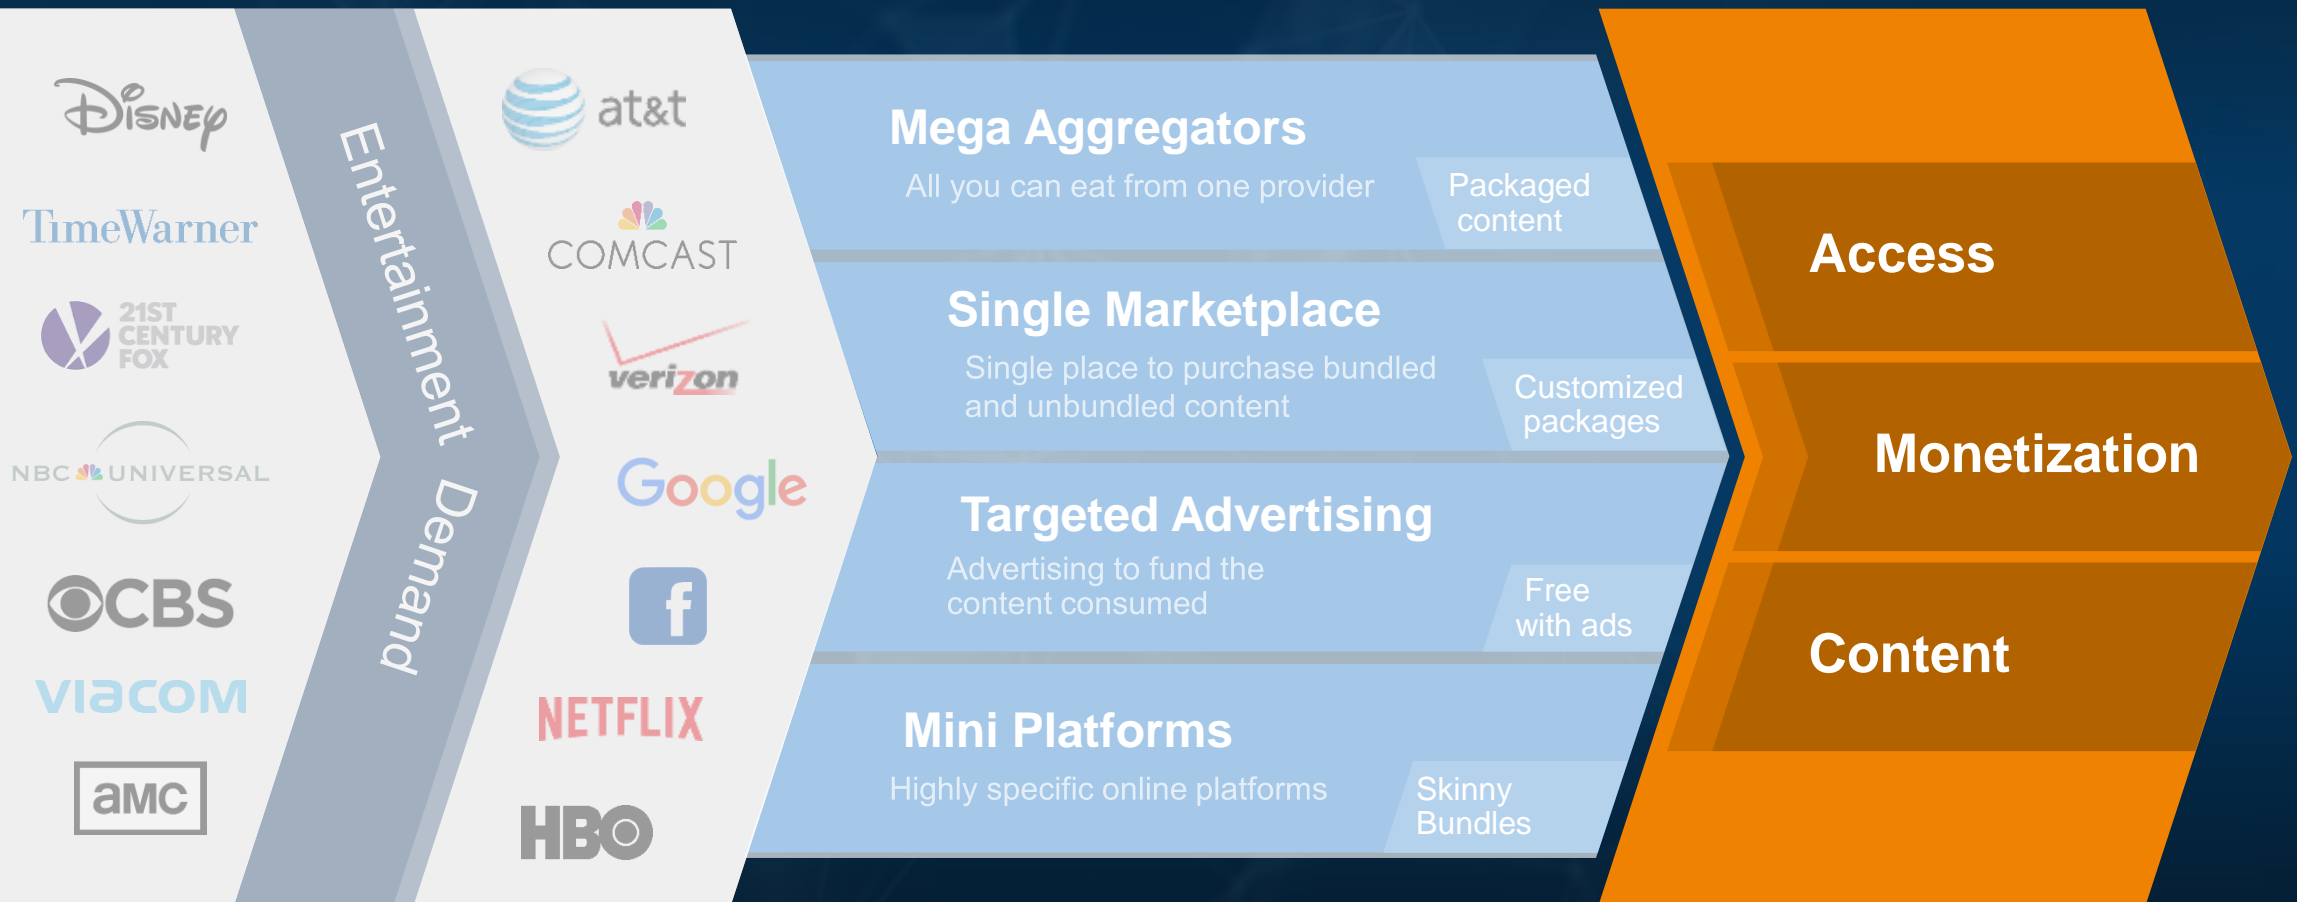 Disney
TimeWarner
21ST
CENTURY
FOX
NBC UNIVERSAL
CBS
VIACOM
aMC
Entertainment Demand
at&t
COMCAST
verizon
Google
f
NETFLIX
HBO
Mega Aggregators
All you can eat from one provider
Packaged
content
Single Marketplace
Single place to purchase bundled
and unbundled content
Customized
packages
Targeted Advertising
Advertising to fund the
content consumed
Free
with ads
Mini Platforms
Highly specific online platforms
Skinny
Bundles
Access
Monetization
Content